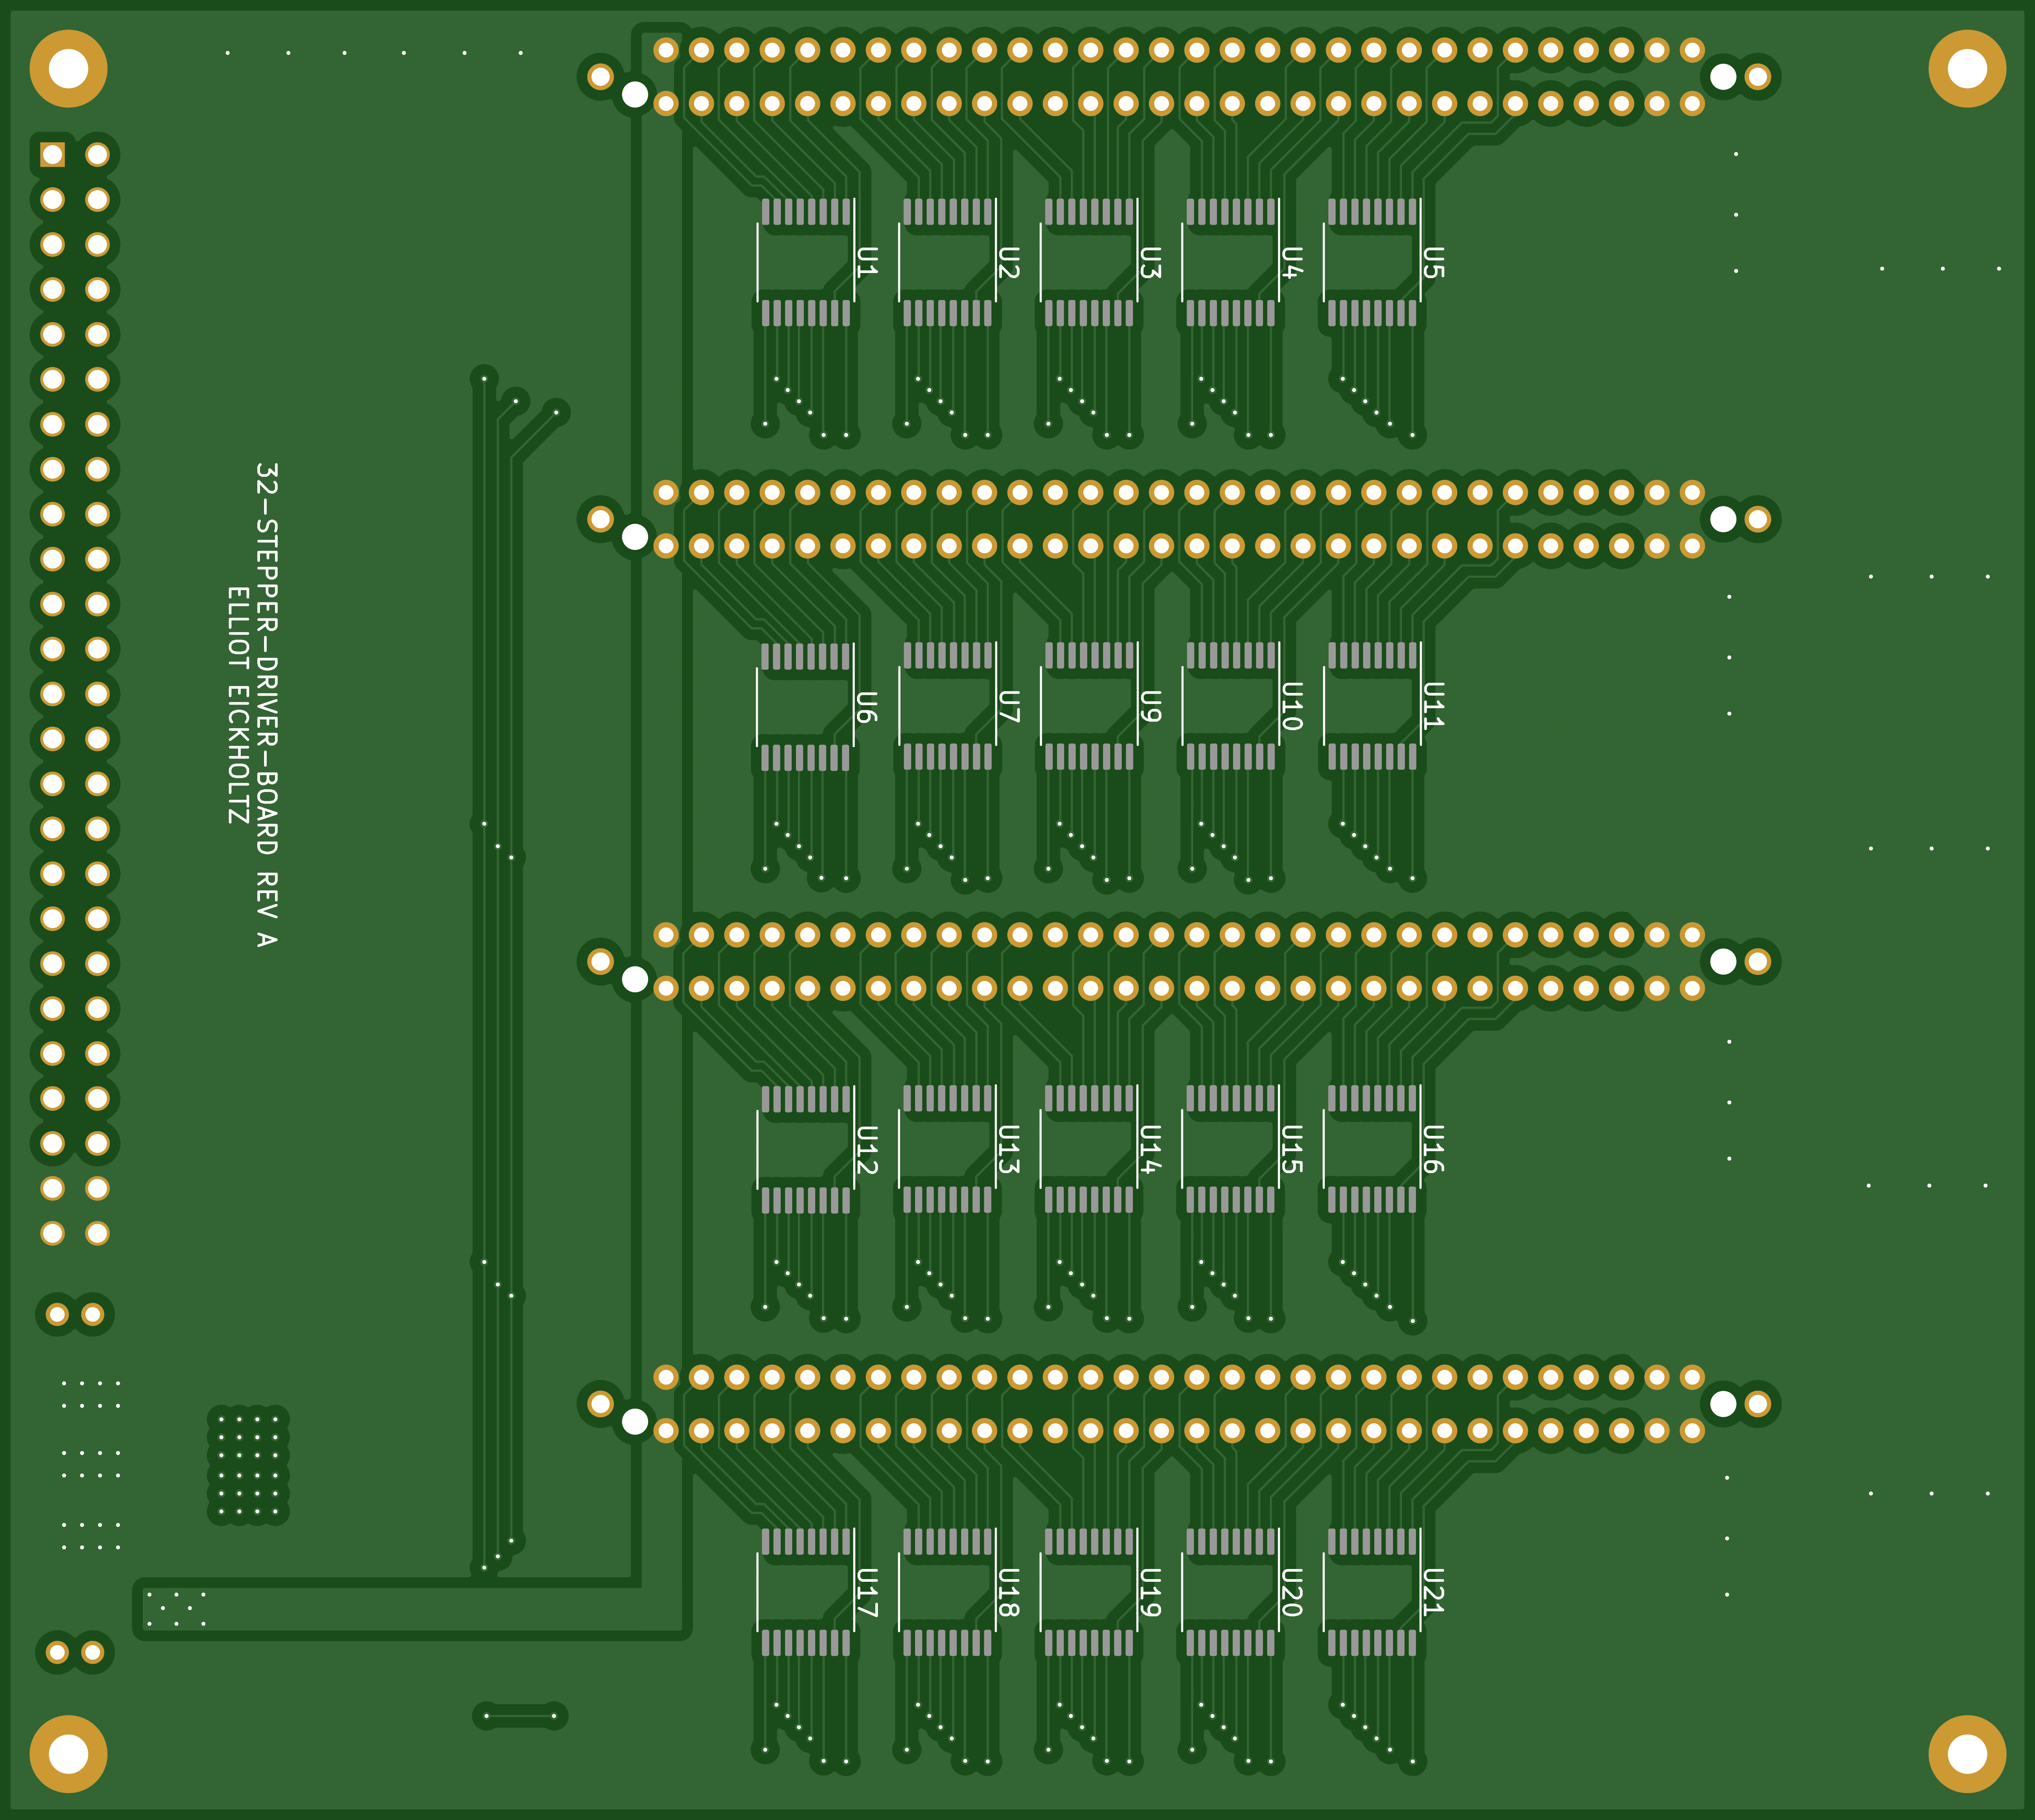 U1
U2
U3
U4
U5
32-STEPPER-DRIVER-BOARD REV A
ELLIOT EICKHOLTZ
U6
U7
U9
U10
U11
U12
U13
U14
U15
U16
U17
U18
U19
U20
U21